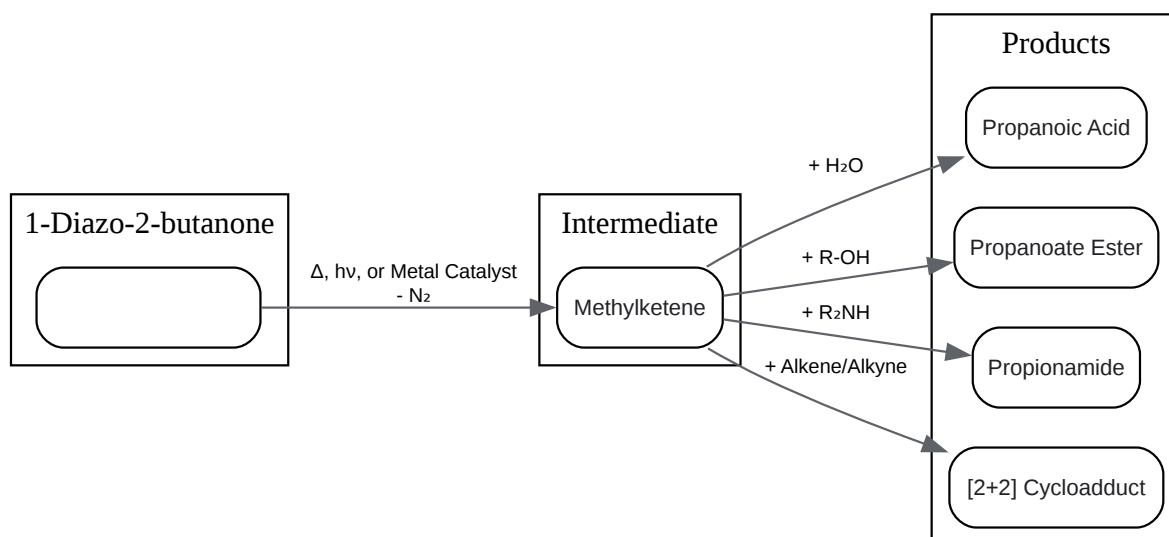 Products
Propanoic Acid
+ H₂O
1-Diazo-2-butanone
Intermediate
Propanoate Ester
+ R-OH
Δ, hν, or Metal Catalyst
- N₂
Methylketene
+ R₂NH
Propionamide
+ Alkene/Alkyne
[2+2] Cycloadduct